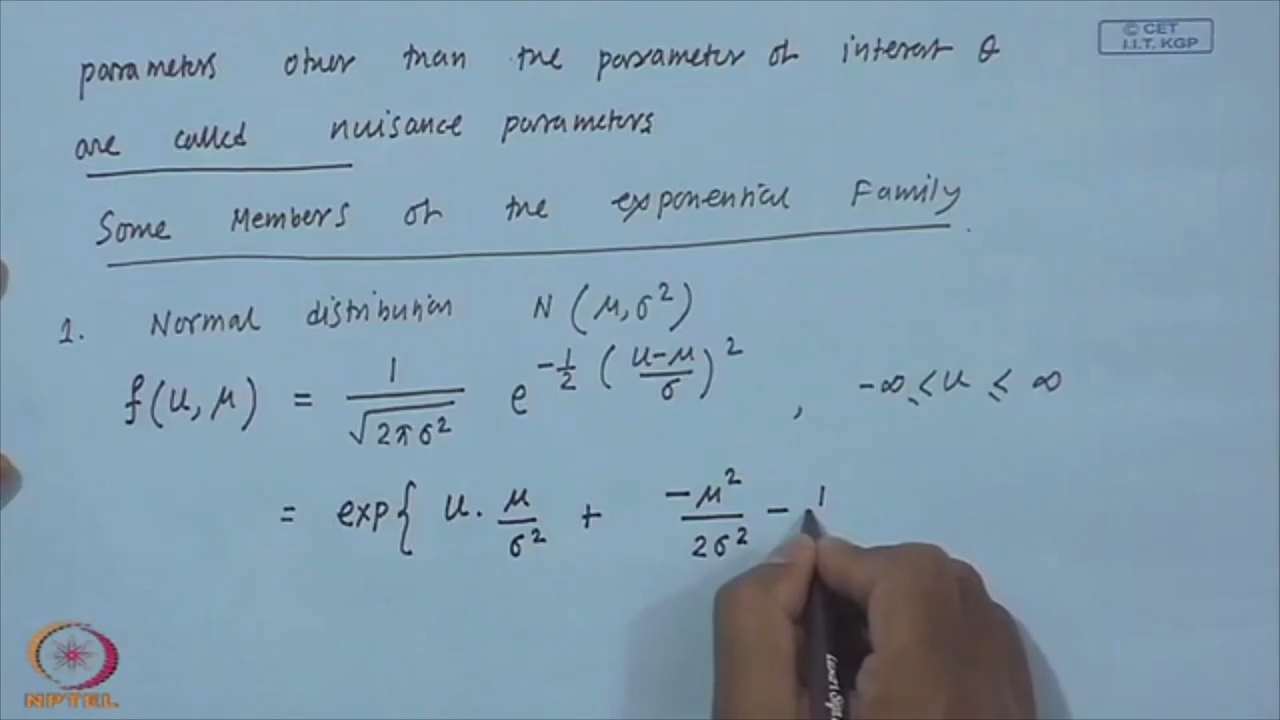 © CET
I.I.T. KGP
parameters other than the parameter of interest θ
are called nuisance parameters
Some Members of the exponential Family.
1. Normal distribution N(μ,σ²)
f(u,μ) = 1/√2πσ² e^{-1/2 ((u-μ)/σ)²} , -∞ ≤ u ≤ ∞
= exp{ u. μ/σ² + -μ²/2σ² - 1
NPTEL